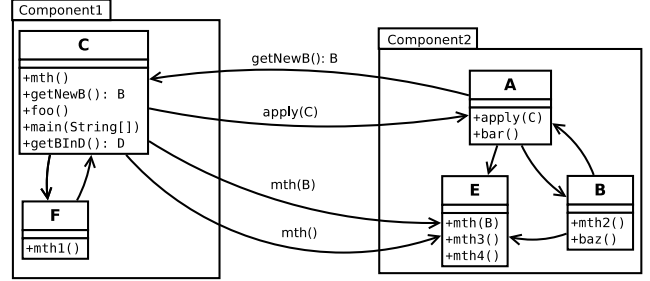 Component1
C
+mth()
+getNewB(): B
+foo()
+main(String[])
+getBInD(): D
F
+mth1()
getNewB(): B
apply(C)
mth(B)
mth()
Component2
A
+apply(C)
+bar()
E
+mth(B)
+mth3()
+mth4()
B
+mth2()
+baz()